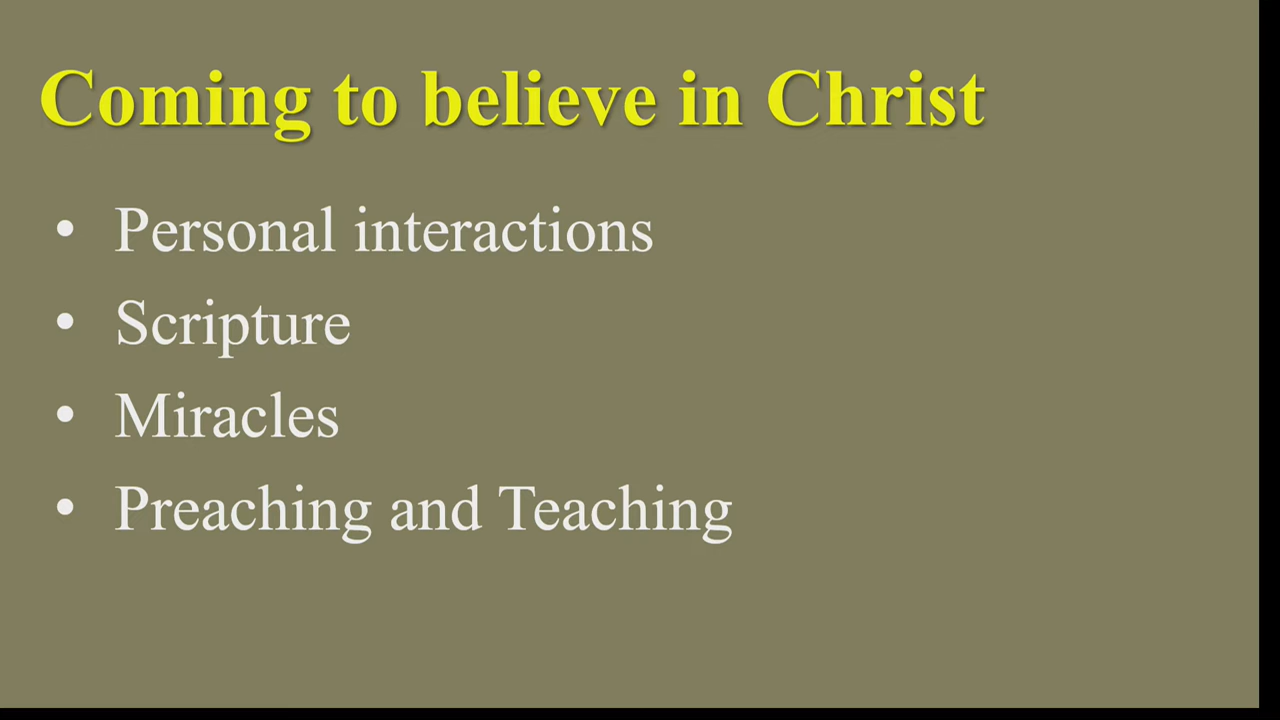 Coming to believe in Christ
• Personal interactions
• Scripture
• Miracles
• Preaching and Teaching